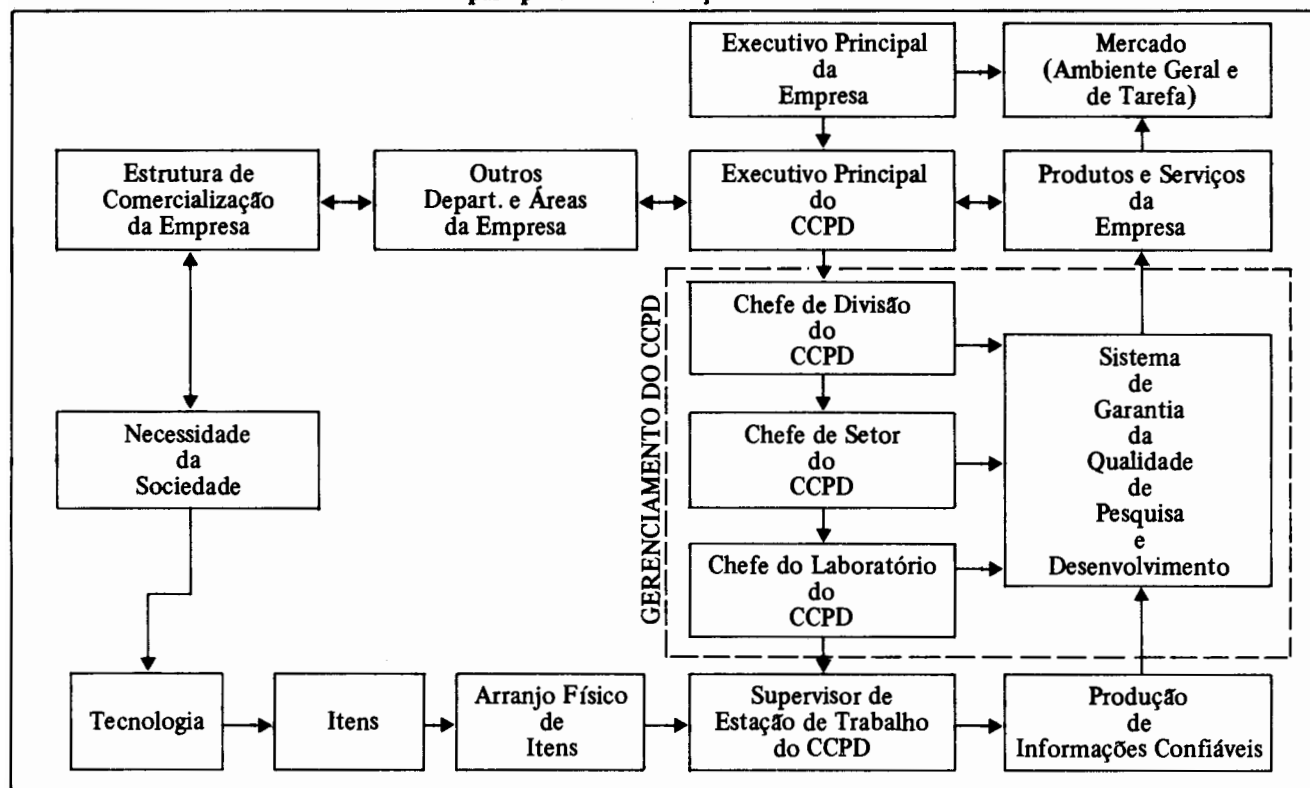 Executivo Principal
da
Empresa
Mercado
(Ambiente Geral e
de Tarefa)
Estrutura de
Comercialização
da Empresa
Outros
Depart. e Áreas
da Empresa
Executivo Principal
do
CCPD
Produtos e Serviços
da
Empresa
GERENCIAMENTO DO CCPD
Chefe de Divisão
do
CCPD
Sistema
de
Garantia
da
Qualidade
de
Pesquisa
e
Desenvolvimento
Necessidade
da
Sociedade
Chefe de Setor
do
CCPD
Chefe do Laboratório
do
CCPD
Tecnologia
Itens
Arranjo Físico
de
Itens
Supervisor de
Estação de Trabalho
do CCPD
Produção
de
Informações Confiáveis